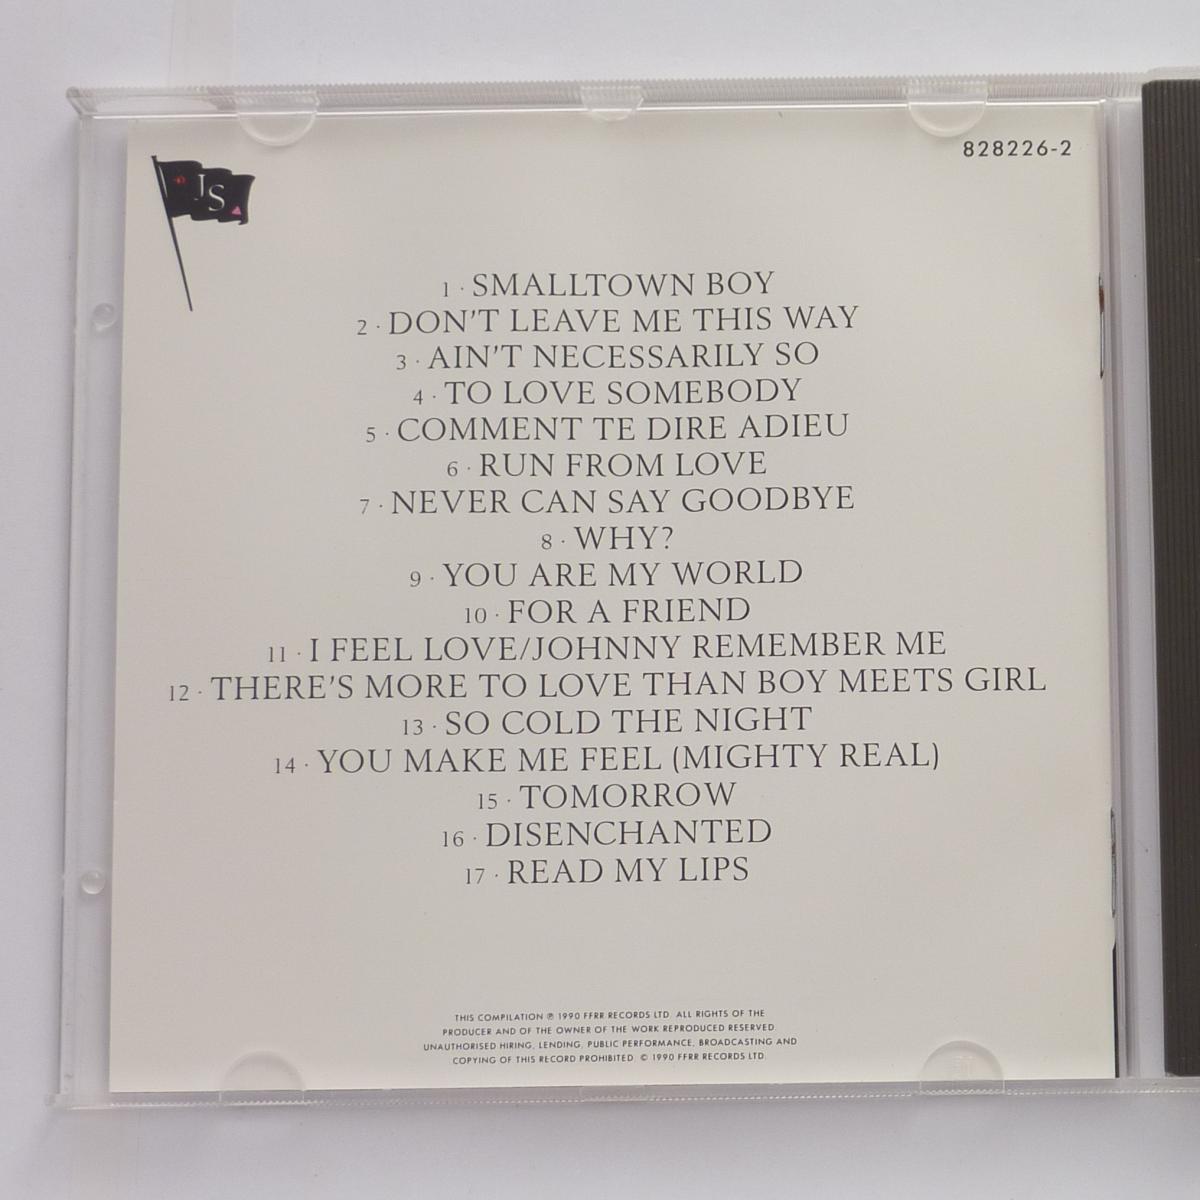 828226-2
JS
1 · SMALLTOWN BOY
2 · DON'T LEAVE ME THIS WAY
3 · AIN'T NECESSARILY SO
4 · TO LOVE SOMEBODY
5 · COMMENT TE DIRE ADIEU
6 · RUN FROM LOVE
7 · NEVER CAN SAY GOODBYE
8 · WHY?
9 · YOU ARE MY WORLD
10 · FOR A FRIEND
11 · I FEEL LOVE/JOHNNY REMEMBER ME
12 · THERE'S MORE TO LOVE THAN BOY MEETS GIRL
13 · SO COLD THE NIGHT
14 · YOU MAKE ME FEEL (MIGHTY REAL)
15 · TOMORROW
16 · DISENCHANTED
17 · READ MY LIPS
THIS COMPILATION ℗ 1990 FFRR RECORDS LTD. ALL RIGHTS OF THE
PRODUCER AND OF THE OWNER OF THE WORK REPRODUCED RESERVED.
UNAUTHORISED HIRING, LENDING, PUBLIC PERFORMANCE, BROADCASTING AND
COPYING OF THIS RECORD PROHIBITED. © 1990 FFRR RECORDS LTD.